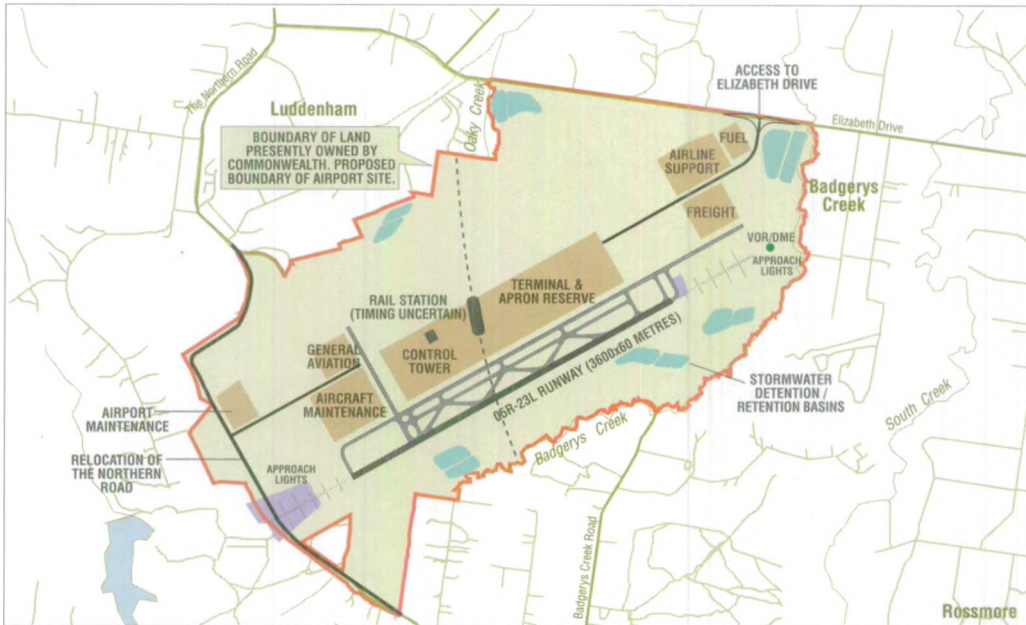 The Northern Road
Luddenham
Oaky Creek
ACCESS TO
ELIZABETH DRIVE
Elizabeth Drive
BOUNDARY OF LAND
PRESENTLY OWNED BY
COMMONWEALTH. PROPOSED
BOUNDARY OF AIRPORT SITE.
FUEL
AIRLINE
SUPPORT
Badgerys
Creek
FREIGHT
VOR/DME
APPROACH
LIGHTS
TERMINAL &
APRON RESERVE
RAIL STATION
(TIMING UNCERTAIN)
CONTROL
TOWER
GENERAL
AVIATION
AIRCRAFT
MAINTENANCE
05R-23L RUNWAY (3600x60 METRES)
STORMWATER
DETENTION /
RETENTION BASINS
AIRPORT
MAINTENANCE
RELOCATION OF
THE NORTHERN
ROAD
APPROACH
LIGHTS
Badgerys Creek
South Creek
Badgerys Creek Road
Rossmore